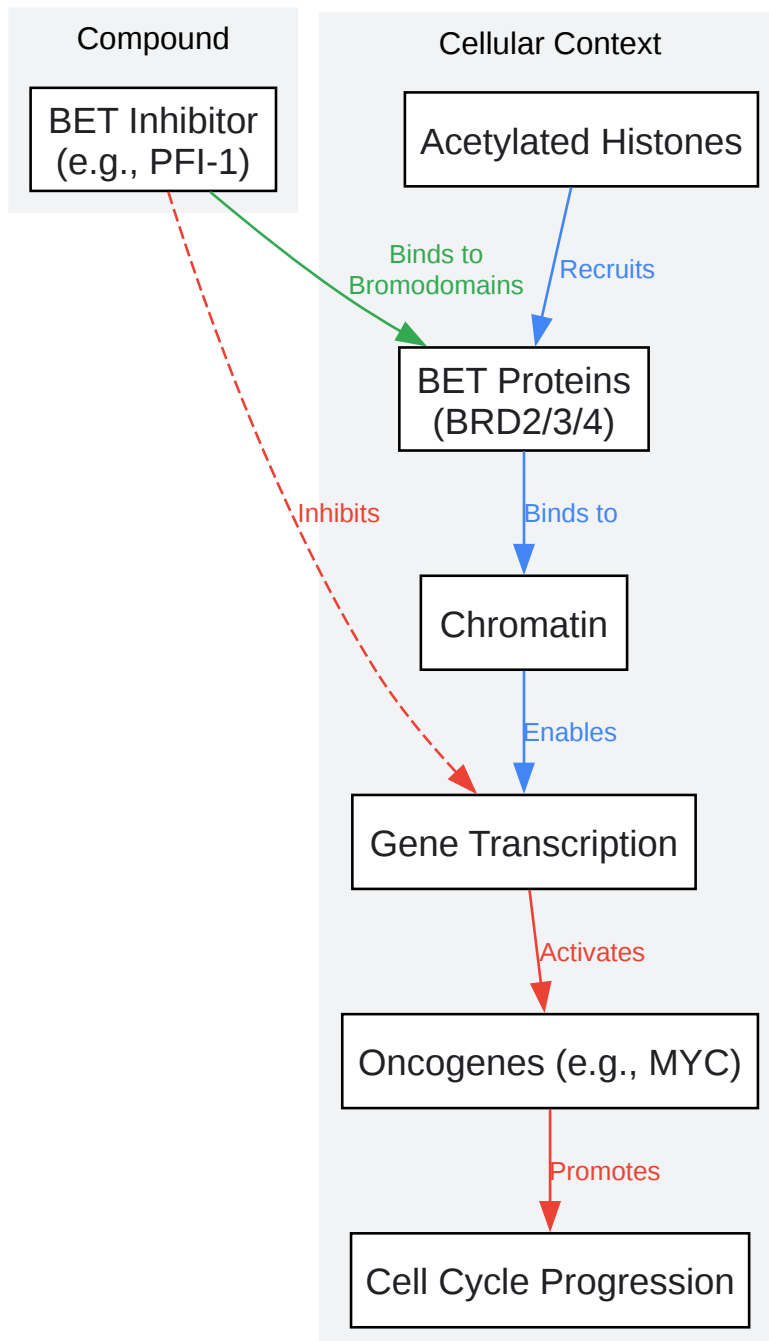 Compound
Cellular Context
BET Inhibitor
(e.g., PFI-1)
Acetylated Histones
Binds to
Bromodomains
Recruits
BET Proteins
(BRD2/3/4)
Inhibits
Binds to
Chromatin
Enables
Gene Transcription
Activates
Oncogenes (e.g., MYC)
Promotes
Cell Cycle Progression